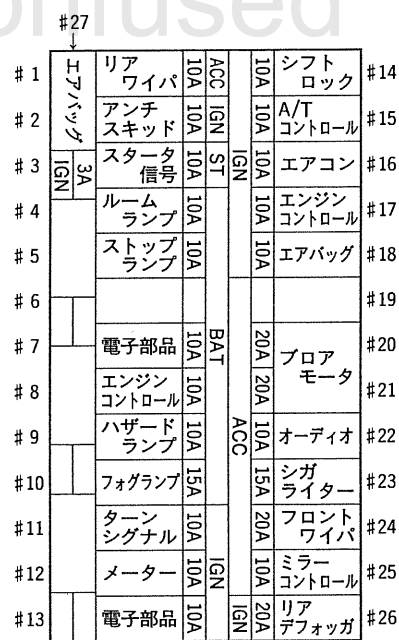 #27
エアバッグ
3A
IGN
#1
リア
ワイパ
10A
ACC
10A
シフト
ロック
#14
#2
アンチ
スキッド
10A
IGN
10A
A/T
コントロール
#15
#3
スタータ
信号
10A
ST
IGN
10A
エアコン
#16
#4
ルーム
ランプ
10A
10A
エンジン
コントロール
#17
#5
ストップ
ランプ
10A
10A
エアバッグ
#18
#6
BAT
#19
#7
電子部品
10A
20A
ブロア
モータ
#20
#8
エンジン
コントロール
10A
20A
#21
#9
ハザード
ランプ
10A
ACC
10A
オーディオ
#22
#10
フォグランプ
15A
15A
シガ
ライター
#23
#11
ターン
シグナル
10A
20A
フロント
ワイパ
#24
#12
メーター
10A
IGN
10A
ミラー
コントロール
#25
#13
電子部品
10A
IGN
20A
リア
デフォッガ
#26